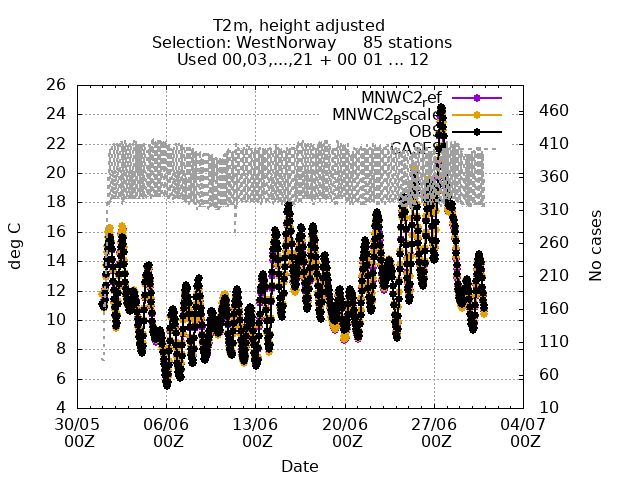 T2m, height adjusted
Selection: WestNorway 85 stations
Used 00,03,...,21 + 00 01 ... 12
MNWC2ref
MNWC2Bscale
OBS
CASES
deg C
26
24
22
20
18
16
14
12
10
8
6
4
No cases
460
410
360
310
260
210
160
110
60
10
30/05 06/06 13/06 20/06 27/06 04/07
00Z 00Z 00Z 00Z 00Z 00Z
Date